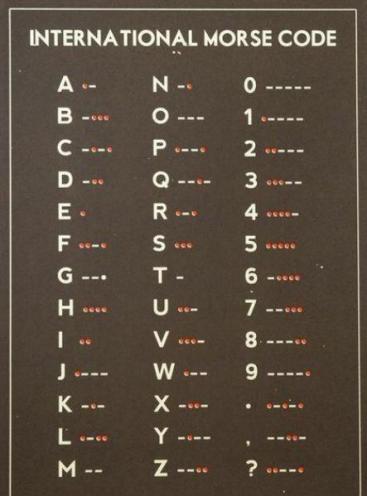 INTERNATIONAL MORSE CODE
A •- N -• 0 -----
B -••• O --- 1 •----
C -•-• P •--• 2 ••---
D -•• Q --•- 3 •••--
E • R •-• 4 ••••-
F ••-• S ••• 5 •••••
G --• T - 6 -••••
H •••• U ••- 7 --•••
I •• V •••- 8 ---••
J •--- W •-- 9 ----•
K -•- X -••- . •-•-•-
L •-•• Y -•-- , --••--
M -- Z --•• ? ••--••